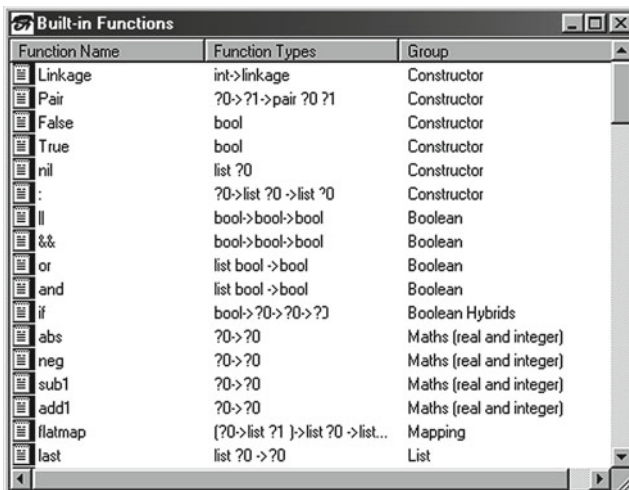 Built-in Functions
Function Name Function Types Group
Linkage int->linkage Constructor
Pair ?0->?1->pair ?0 ?1 Constructor
False bool Constructor
True bool Constructor
nil list ?0 Constructor
: ?0->list ?0 ->list ?0 Constructor
|| bool->bool->bool Boolean
&& bool->bool->bool Boolean
or list bool ->bool Boolean
and list bool ->bool Boolean
if bool->?0->?0->?0 Boolean Hybrids
abs ?0->?0 Maths (real and integer)
neg ?0->?0 Maths (real and integer)
sub1 ?0->?0 Maths (real and integer)
add1 ?0->?0 Maths (real and integer)
flatmap (?0->list ?1 )->list ?0 ->list... Mapping
last list ?0 ->?0 List